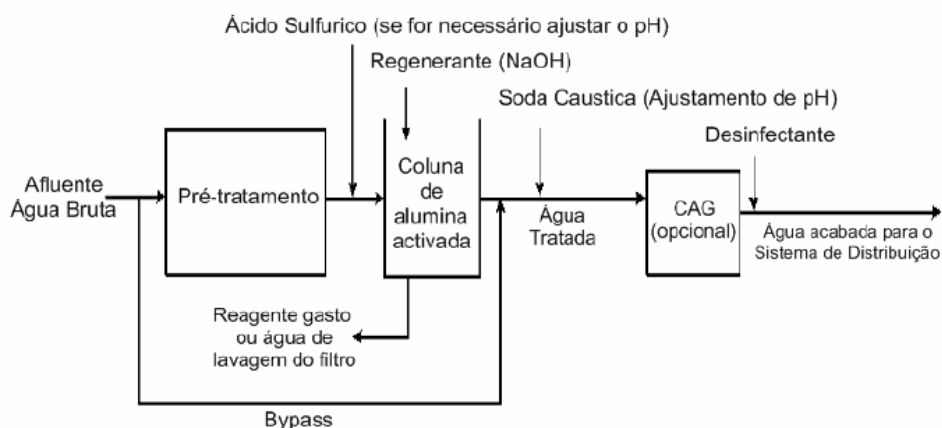 Ácido Sulfurico (se for necessário ajustar o pH)
Regenerante (NaOH)
Soda Caustica (Ajustamento de pH)
Desinfectante
Afluente
Água Bruta
Pré-tratamento
Coluna
de
alumina
activada
Água
Tratada
CAG
(opcional)
Água acabada para o
Sistema de Distribuição
Reagente gasto
ou água de
lavagem do filtro
Bypass